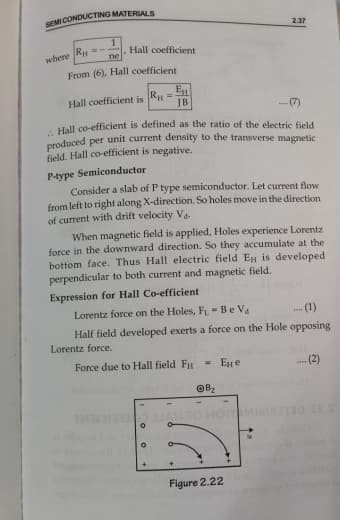 SEMI CONDUCTING MATERIALS
2.37
where R_H = - 1/ne, Hall coefficient
From (6), Hall coefficient
Hall coefficient is R_H = E_H/JB ....(7)
∴ Hall co-efficient is defined as the ratio of the electric field
produced per unit current density to the transverse magnetic
field. Hall co-efficient is negative.
P-type Semiconductor
Consider a slab of P type semiconductor. Let current flow
from left to right along X-direction. So holes move in the direction
of current with drift velocity V_d.
When magnetic field is applied, Holes experience Lorentz
force in the downward direction. So they accumulate at the
bottom face. Thus Hall electric field E_H is developed
perpendicular to both current and magnetic field.
Expression for Hall Co-efficient
Lorentz force on the Holes, F_L = B e V_d .... (1)
Half field developed exerts a force on the Hole opposing
Lorentz force.
Force due to Hall field F_H = E_H e .... (2)
B_z
- - - -
+ + + +
Figure 2.22